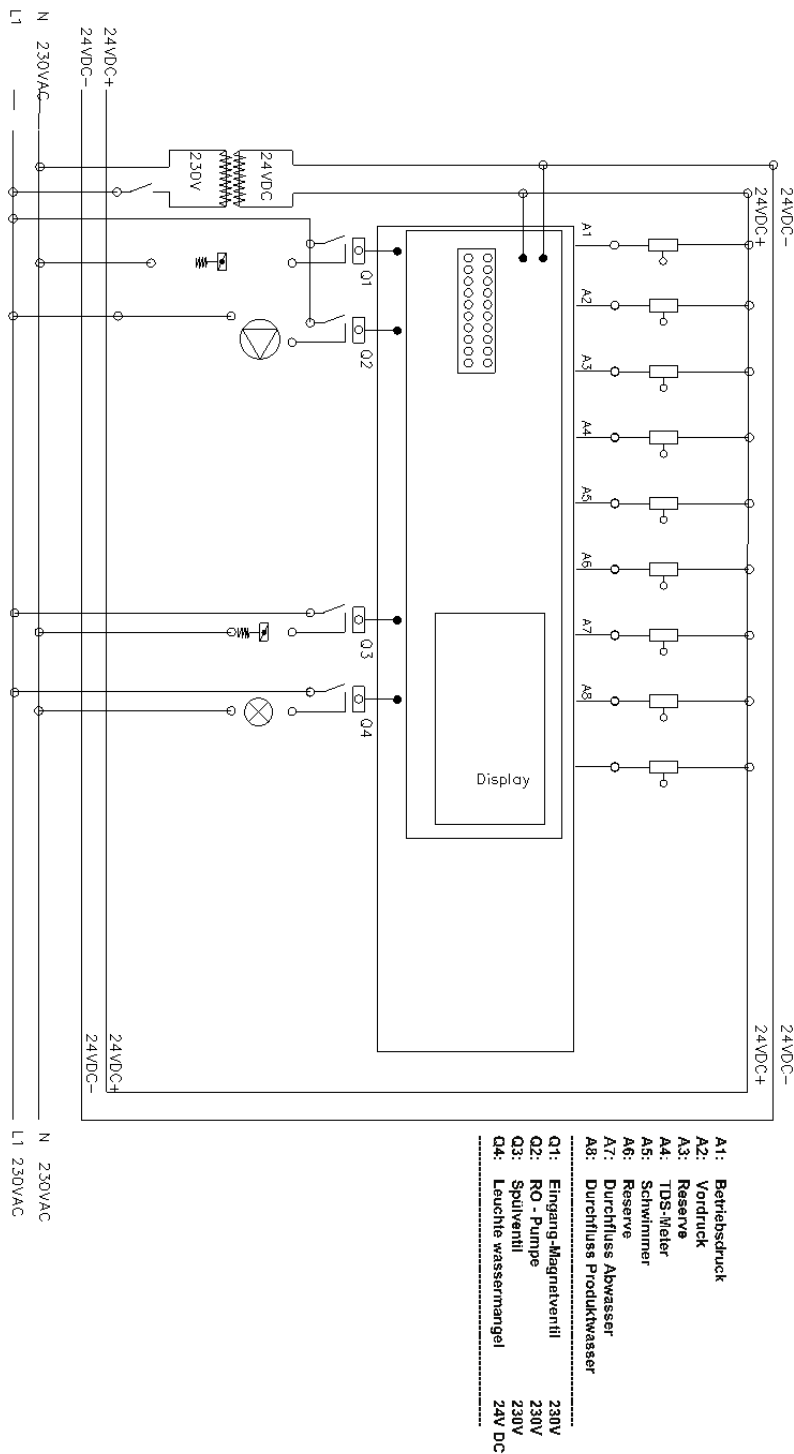 L1
N 230VAC
24VDC-
24VDC+
230V
24VDC
24VDC-
24VDC+
A1
A2
A3
A4
A5
A6
A7
A8
Q1
Q2
Q3
Q4
Display
24VDC-
24VDC+
24VDC+
24VDC-
N 230VAC
L1 230VAC
A1: Betriebsdruck
A2: Vordruck
A3: Reserve
A4: TDS-Meter
A5: Schwimmer
A6: Reserve
A7: Durchfluss Abwasser
A8: Durchfluss Produktwasser
Q1: Eingang-Magnetventil 230V
Q2: RO - Pumpe 230V
Q3: Spülventil 230V
Q4: Leuchte wassermangel 24V DC